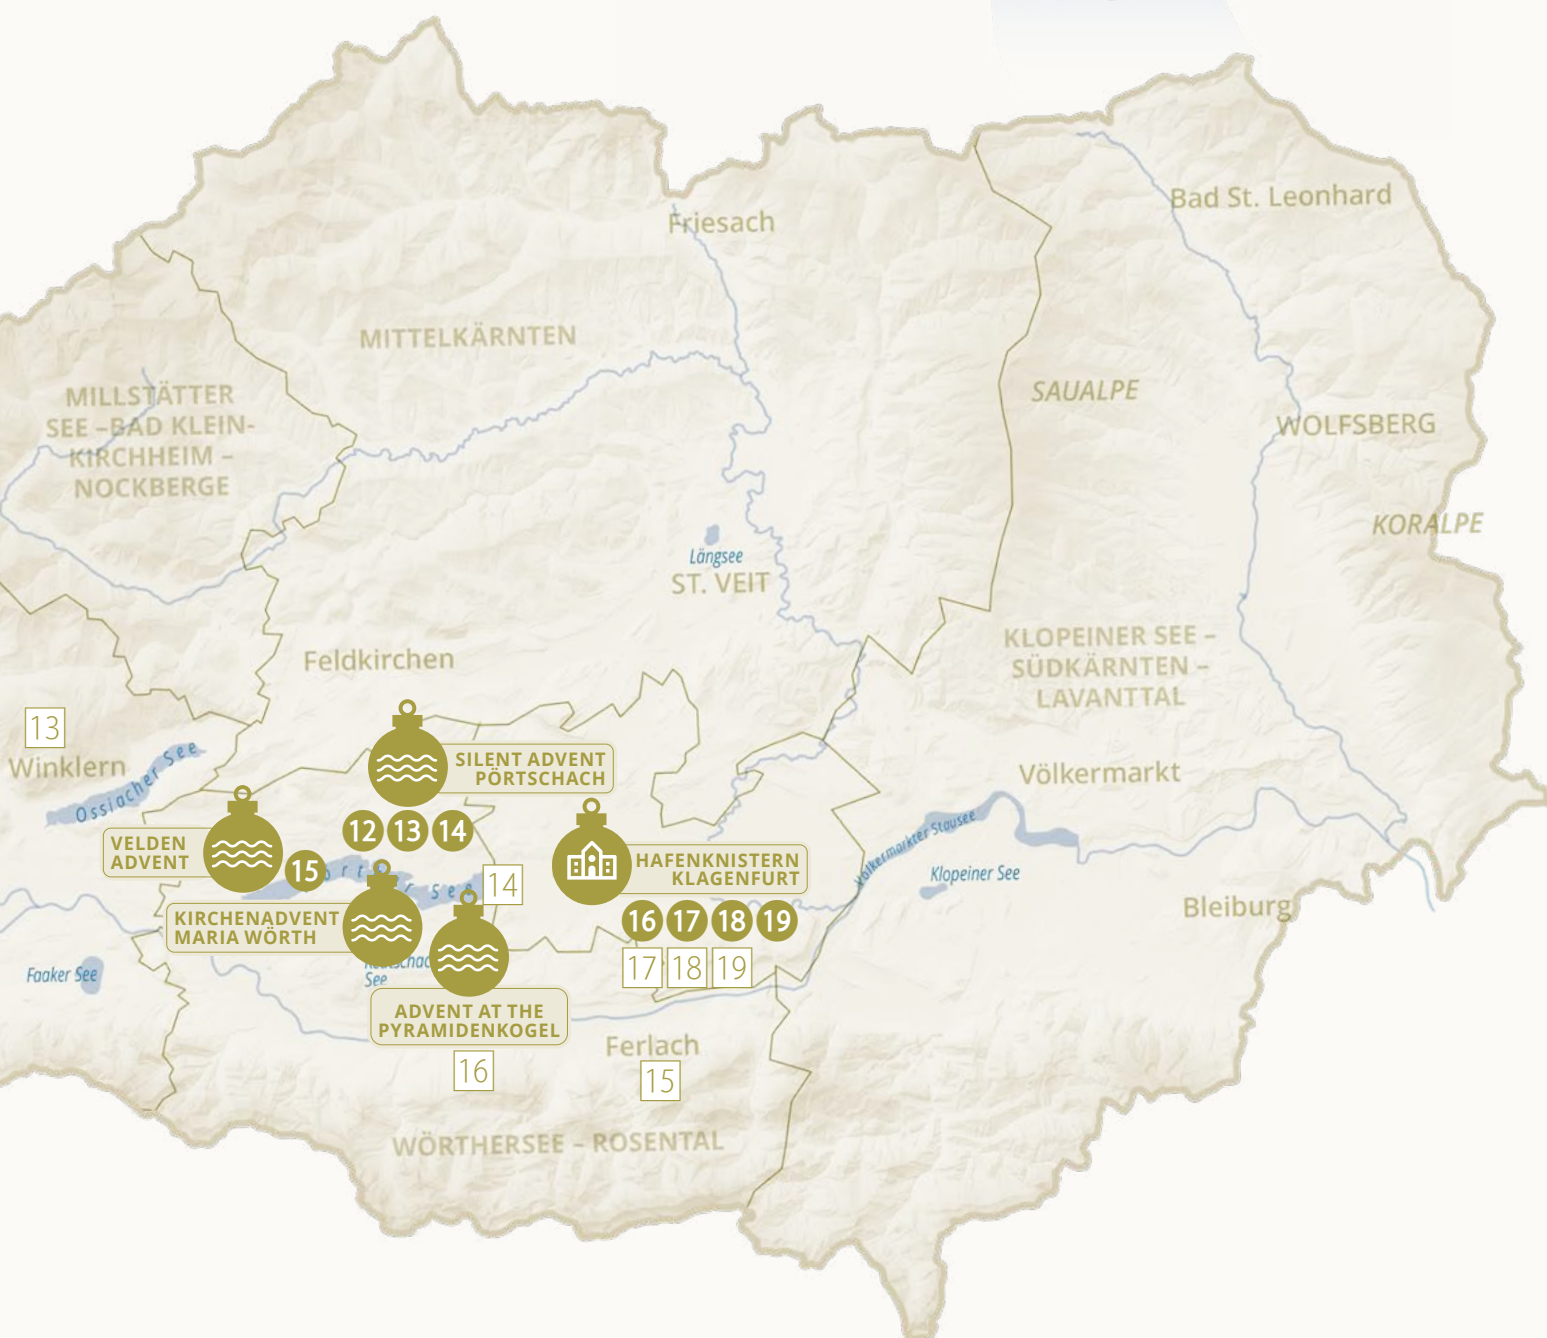 Friesach
Bad St. Leonhard
MITTELKÄRNTEN
SAUALPE
MILLSTÄTTER
SEE –BAD KLEIN-
KIRCHHEIM –
NOCKBERGE
WOLFSBERG
KORALPE
Längsee
ST. VEIT
KLOPEINER SEE –
SÜDKÄRNTEN –
LAVANTTAL
Feldkirchen
13
Winklern
Ossiacher See
SILENT ADVENT
PÖRTSCHACH
12 13 14
Völkermarkt
Völkermarkter Stausee
Klopeiner See
VELDEN
ADVENT
15
HAFENKNISTERN
KLAGENFURT
14
See
16 17 18 19
17 18 19
KIRCHENADVENT
MARIA WÖRTH
Bleiburg
Faaker See
See
ADVENT AT THE
PYRAMIDENKOGEL
16
Ferlach
15
WÖRTHERSEE – ROSENTAL